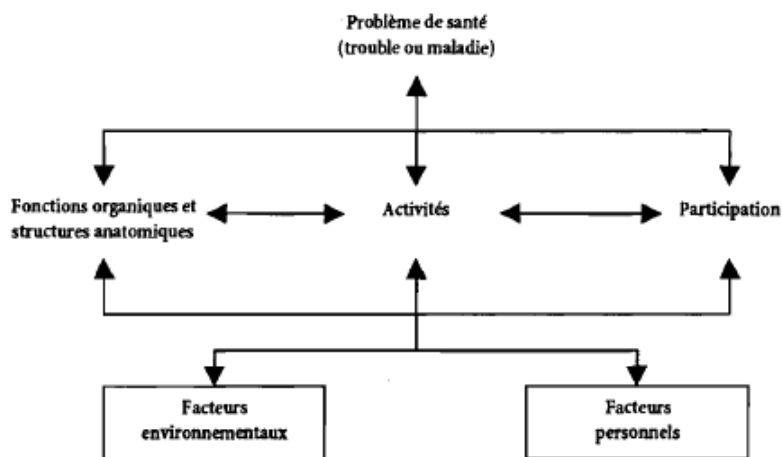 Problème de santé
(trouble ou maladie)
Fonctions organiques et
structures anatomiques
Activités
Participation
Facteurs
environnementaux
Facteurs
personnels